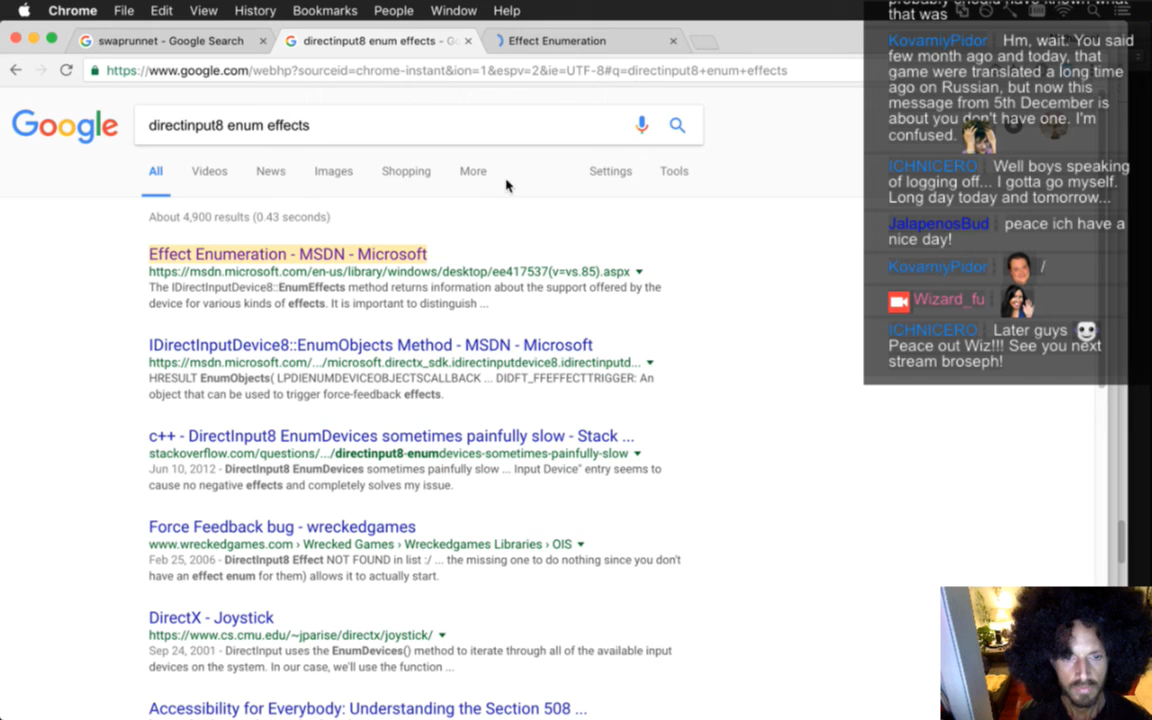 Chrome File Edit View History Bookmarks People Window Help
swaprunnet - Google Search
directinput8 enum effects - Go
Effect Enumeration
https://www.google.com/webhp?sourceid=chrome-instant&ion=1&espv=2&ie=UTF-8#q=directinput8+enum+effects
Google
directinput8 enum effects
All Videos News Images Shopping More Settings Tools
About 4,900 results (0.43 seconds)
Effect Enumeration - MSDN - Microsoft
https://msdn.microsoft.com/en-us/library/windows/desktop/ee417537(v=vs.85).aspx
The IDirectInputDevice8::EnumEffects method returns information about the support offered by the
device for various kinds of effects. It is important to distinguish ...
IDirectInputDevice8::EnumObjects Method - MSDN - Microsoft
https://msdn.microsoft.com/.../microsoft.directx_sdk.idirectinputdevice8.idirectinputd...
HRESULT EnumObjects( LPDIENUMDEVICEOBJECTSCALLBACK ... DIDFT_FFEFFECTTRIGGER: An
object that can be used to trigger force-feedback effects.
c++ - DirectInput8 EnumDevices sometimes painfully slow - Stack ...
stackoverflow.com/questions/.../directinput8-enumdevices-sometimes-painfully-slow
Jun 10, 2012 - DirectInput8 EnumDevices sometimes painfully slow ... Input Device" entry seems to
cause no negative effects and completely solves my issue.
Force Feedback bug - wreckedgames
www.wreckedgames.com › Wrecked Games › Wreckedgames Libraries › OIS
Feb 25, 2006 - DirectInput8 Effect NOT FOUND in list :/ ... the missing one to do nothing since you don't
have an effect enum for them) allows it to actually start.
DirectX - Joystick
https://www.cs.cmu.edu/~jparise/directx/joystick/
Sep 24, 2001 - DirectInput uses the EnumDevices() method to iterate through all of the available input
devices on the system. In our case, we'll use the function ...
Accessibility for Everybody: Understanding the Section 508 ...
probably should have known what
that was
KovamiyPidor Hm, wait. You said
few month ago and today, that
game were translated a long time
ago on Russian, but now this
message from 5th December is
about you don't have one. I'm
confused.
iCHNICERO Well boys speaking
of logging off... I gotta go myself.
Long day today and tomorrow...
JalapenosBud peace ich have a
nice day!
KovamiyPidor /
Wizard_fu
iCHNICERO Later guys
Peace out Wiz!!! See you next
stream broseph!